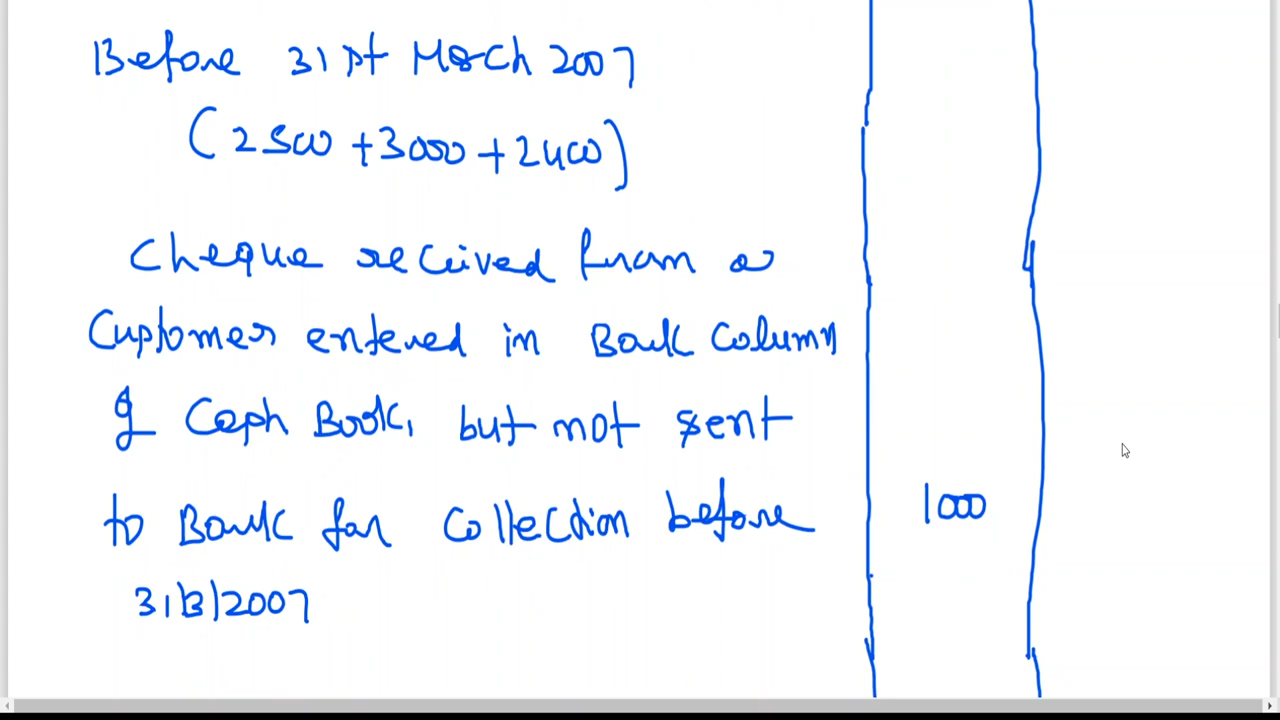 Before 31st March 2007
(2500 + 3000 + 2400)
Cheque received from a
Customer entered in Bank Column
of Cash Book, but not sent
to Bank for Collection before 1000
31/3/2007